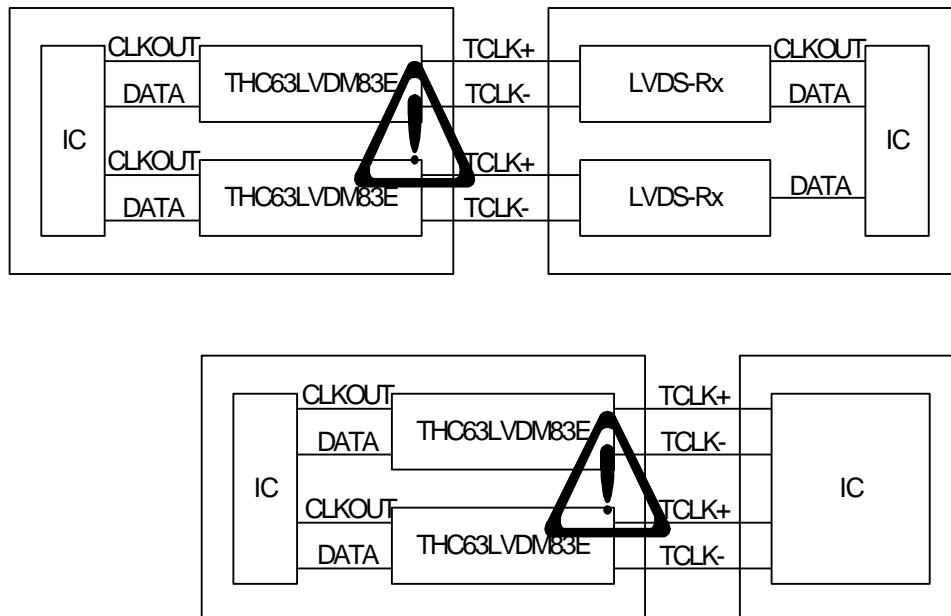 CLKOUT
THC63LVDM83E
TCLK+
LVDS-Rx
CLKOUT
DATA
TCLK-
DATA
IC
IC
CLKOUT
THC63LVDM83E
TCLK+
LVDS-Rx
DATA
DATA
TCLK-
CLKOUT
THC63LVDM83E
TCLK+
DATA
TCLK-
IC
IC
CLKOUT
THC63LVDM83E
TCLK+
DATA
TCLK-